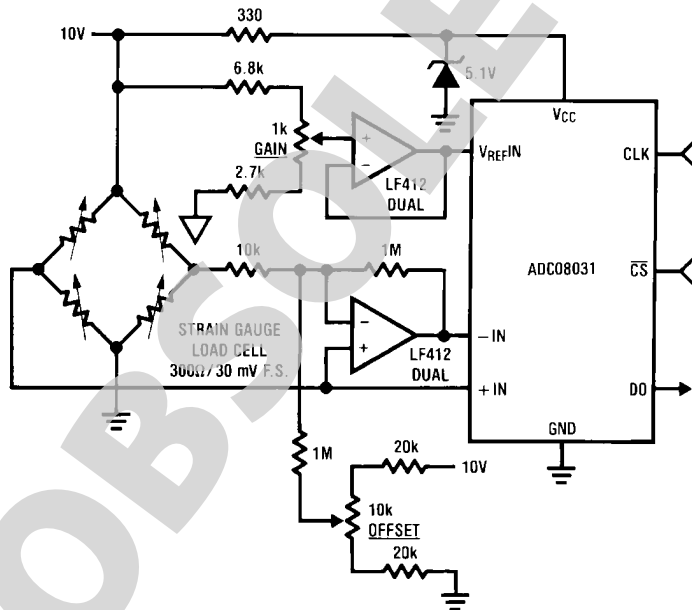 330
10V
5.1V
6.8k
1k
GAIN
2.7k
LF412
DUAL
VCC
VREFIN
CLK
ADC08031
CS
10k
1M
STRAIN GAUGE
LOAD CELL
300Ω/30 mV F.S.
LF412
DUAL
−IN
+IN
DO
GND
1M
20k
10V
10k
OFFSET
20k
OBSOLE